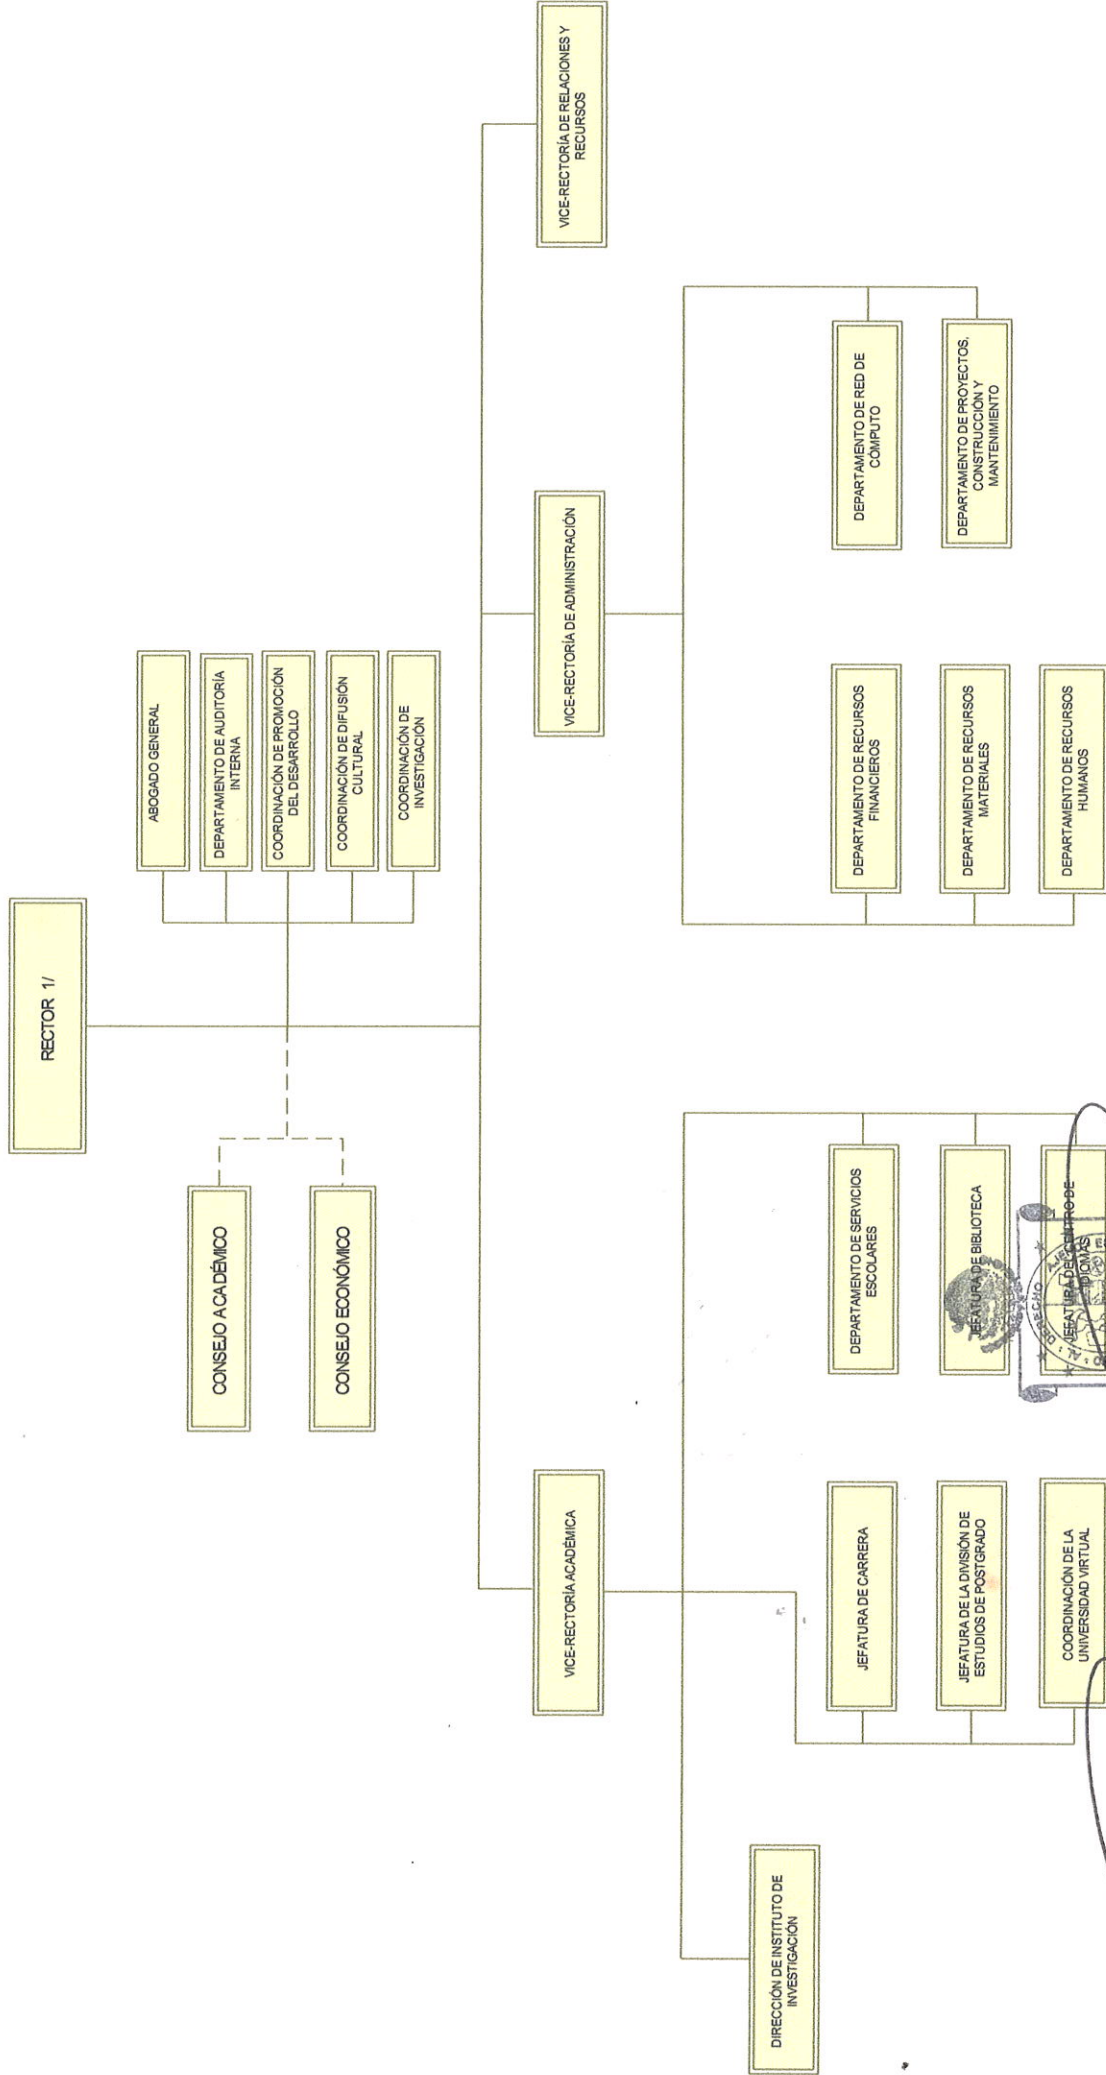 RECTOR 1/
CONSEJO ACADÉMICO
CONSEJO ECONÓMICO
ABOGADO GENERAL
DEPARTAMENTO DE AUDITORÍA
INTERNA
COORDINACIÓN DE PROMOCIÓN
DEL DESARROLLO
COORDINACIÓN DE DIFUSIÓN
CULTURAL
COORDINACIÓN DE
INVESTIGACIÓN
VICE-RECTORÍA ACADÉMICA
VICE-RECTORÍA DE ADMINISTRACIÓN
VICE-RECTORÍA DE RELACIONES Y
RECURSOS
DIRECCIÓN DE INSTITUTO DE
INVESTIGACIÓN
JEFATURA DE CARRERA
JEFATURA DE LA DIVISIÓN DE
ESTUDIOS DE POSTGRADO
COORDINACIÓN DE LA
UNIVERSIDAD VIRTUAL
DEPARTAMENTO DE SERVICIOS
ESCOLARES
JEFATURA DE BIBLIOTECA
JEFATURA DEL CENTRO DE
IDIOMAS
AL DERECHO AJENO
DEPARTAMENTO DE RECURSOS
FINANCIEROS
DEPARTAMENTO DE RECURSOS
MATERIALES
DEPARTAMENTO DE RECURSOS
HUMANOS
DEPARTAMENTO DE RED DE
CÓMPUTO
DEPARTAMENTO DE PROYECTOS,
CONSTRUCCIÓN Y
MANTENIMIENTO